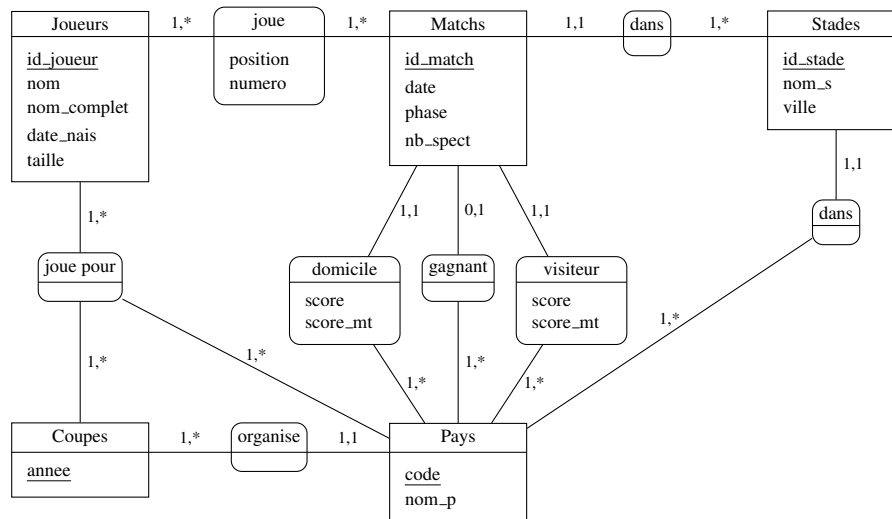 Joueurs
id_joueur
nom
nom_complet
date_nais
taille
1,*
joue
position
numero
1,*
Matchs
id_match
date
phase
nb_spect
1,1
dans
1,*
Stades
id_stade
nom_s
ville
1,*
1,1
0,1
1,1
1,1
joue pour
domicile
score
score_mt
gagnant
visiteur
score
score_mt
dans
1,*
1,*
1,*
1,*
1,*
1,*
Coupes
annee
1,*
organise
1,1
Pays
code
nom_p